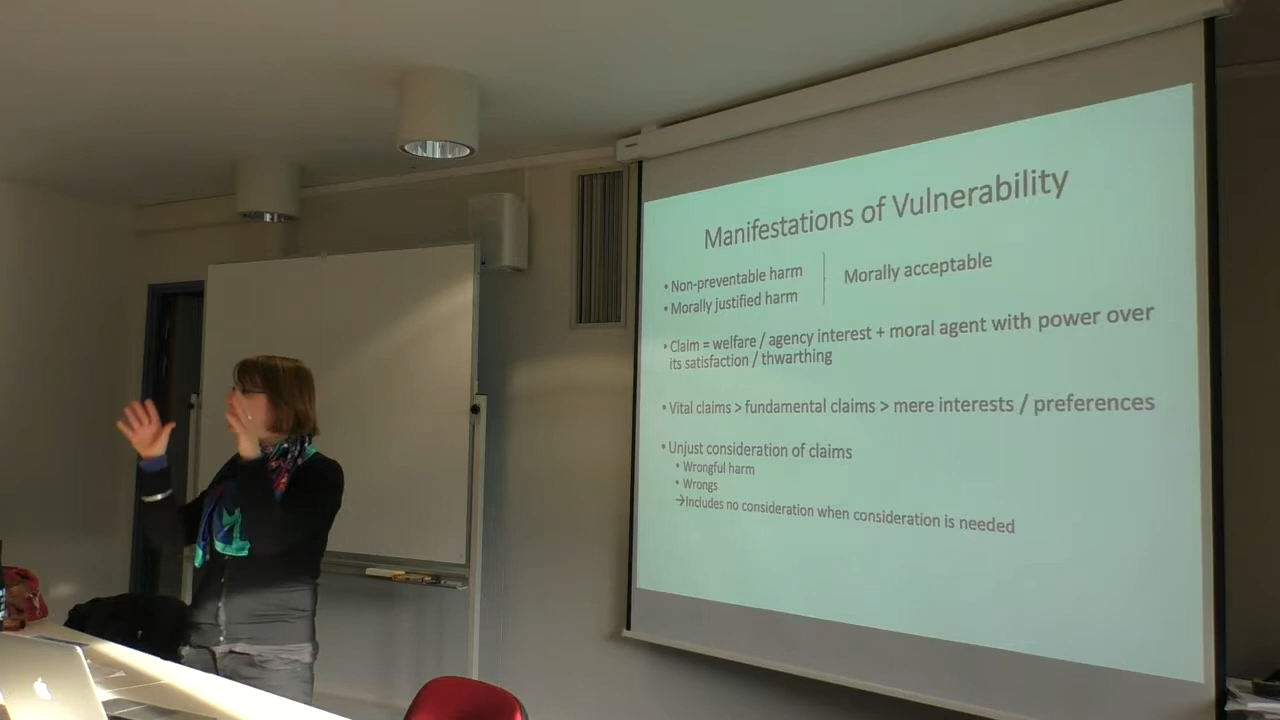 Manifestations of Vulnerability
• Non-preventable harm
• Morally justified harm
Morally acceptable
• Claim = welfare / agency interest + moral agent with power over
its satisfaction / thwarthing
• Vital claims > fundamental claims > mere interests / preferences
• Unjust consideration of claims
• Wrongful harm
• Wrongs
→Includes no consideration when consideration is needed